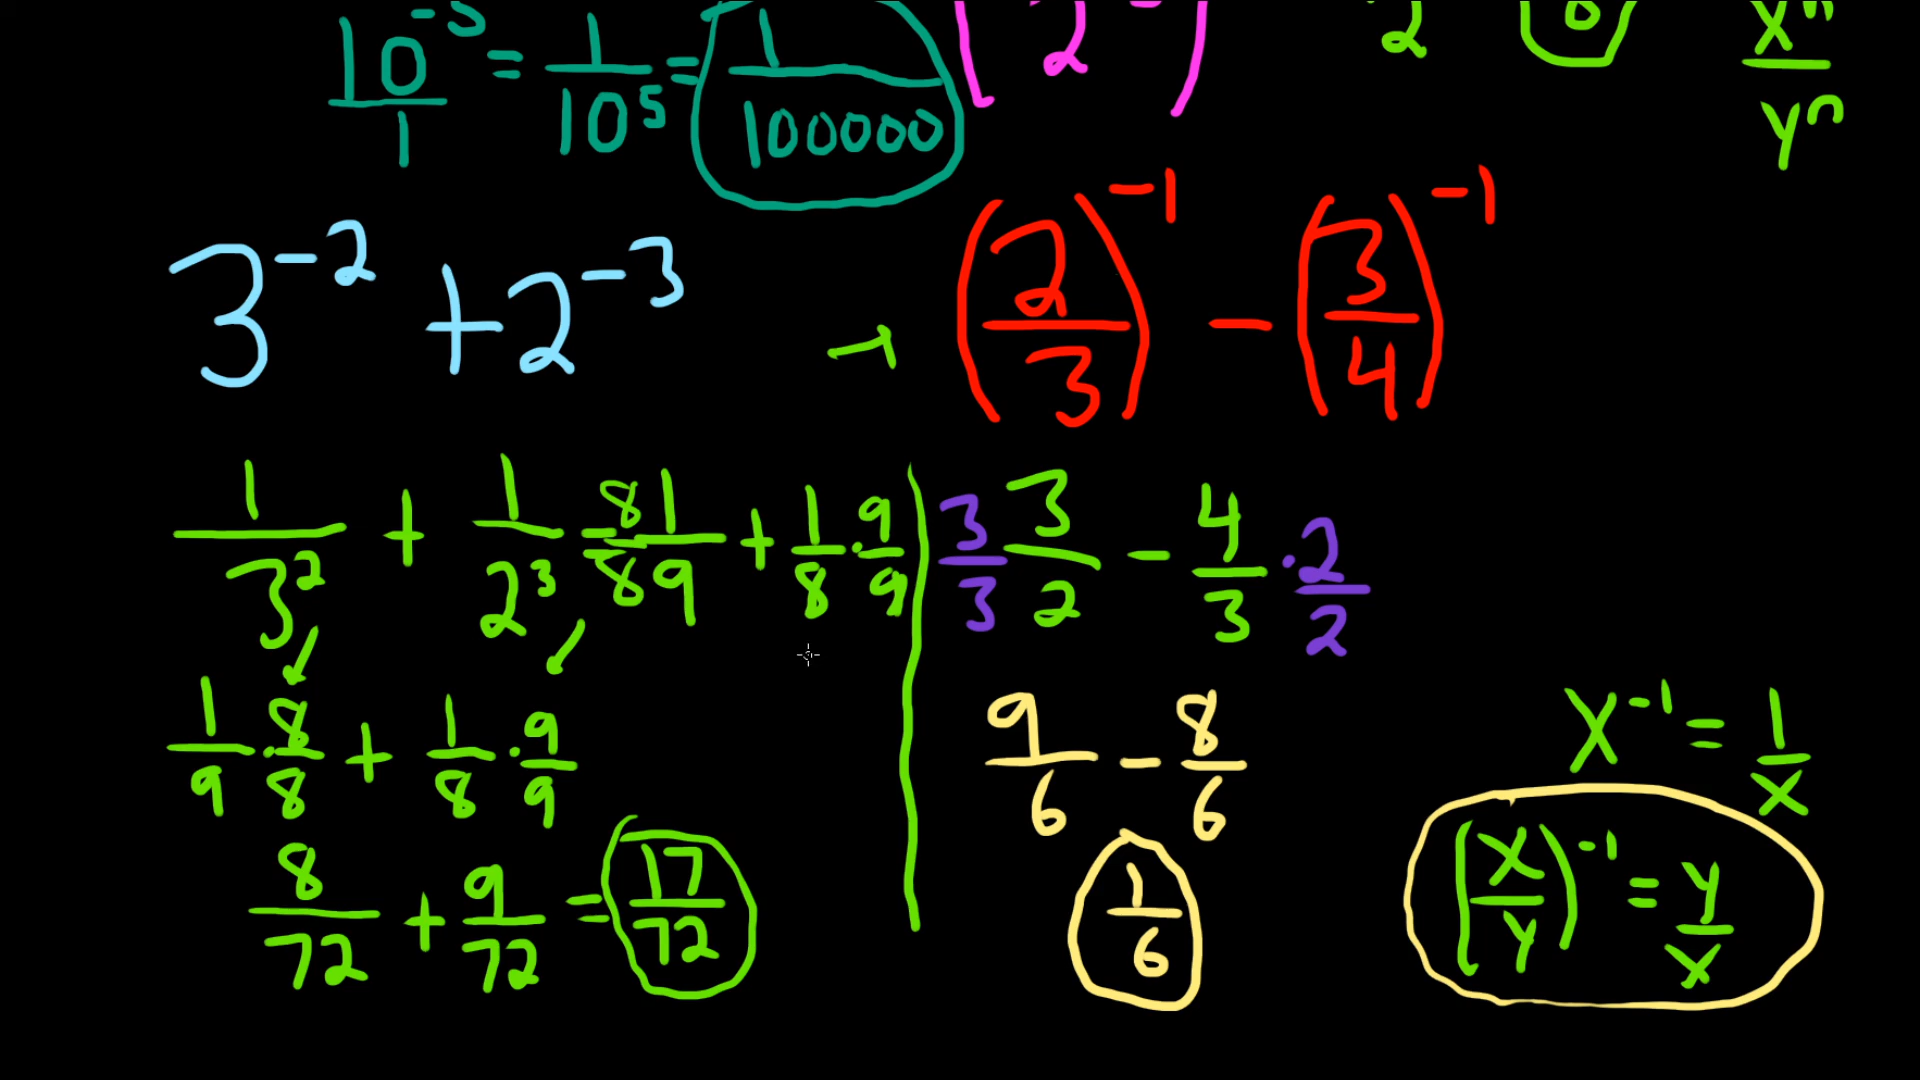 10^-5/1 = 1/10^5 = 1/100000
2
2
x^n/y^n
3^-2 + 2^-3
(2/3)^-1 - (3/4)^-1
1/3^2 + 1/2^3 = 8/8 1/9 + 1/8 · 9/9
3/3 3/2 - 4/3 · 2/2
1/9 · 8/8 + 1/8 · 9/9
9/6 - 8/6
x^-1 = 1/x
8/72 + 9/72 = 17/72
1/6
(x/y)^-1 = y/x